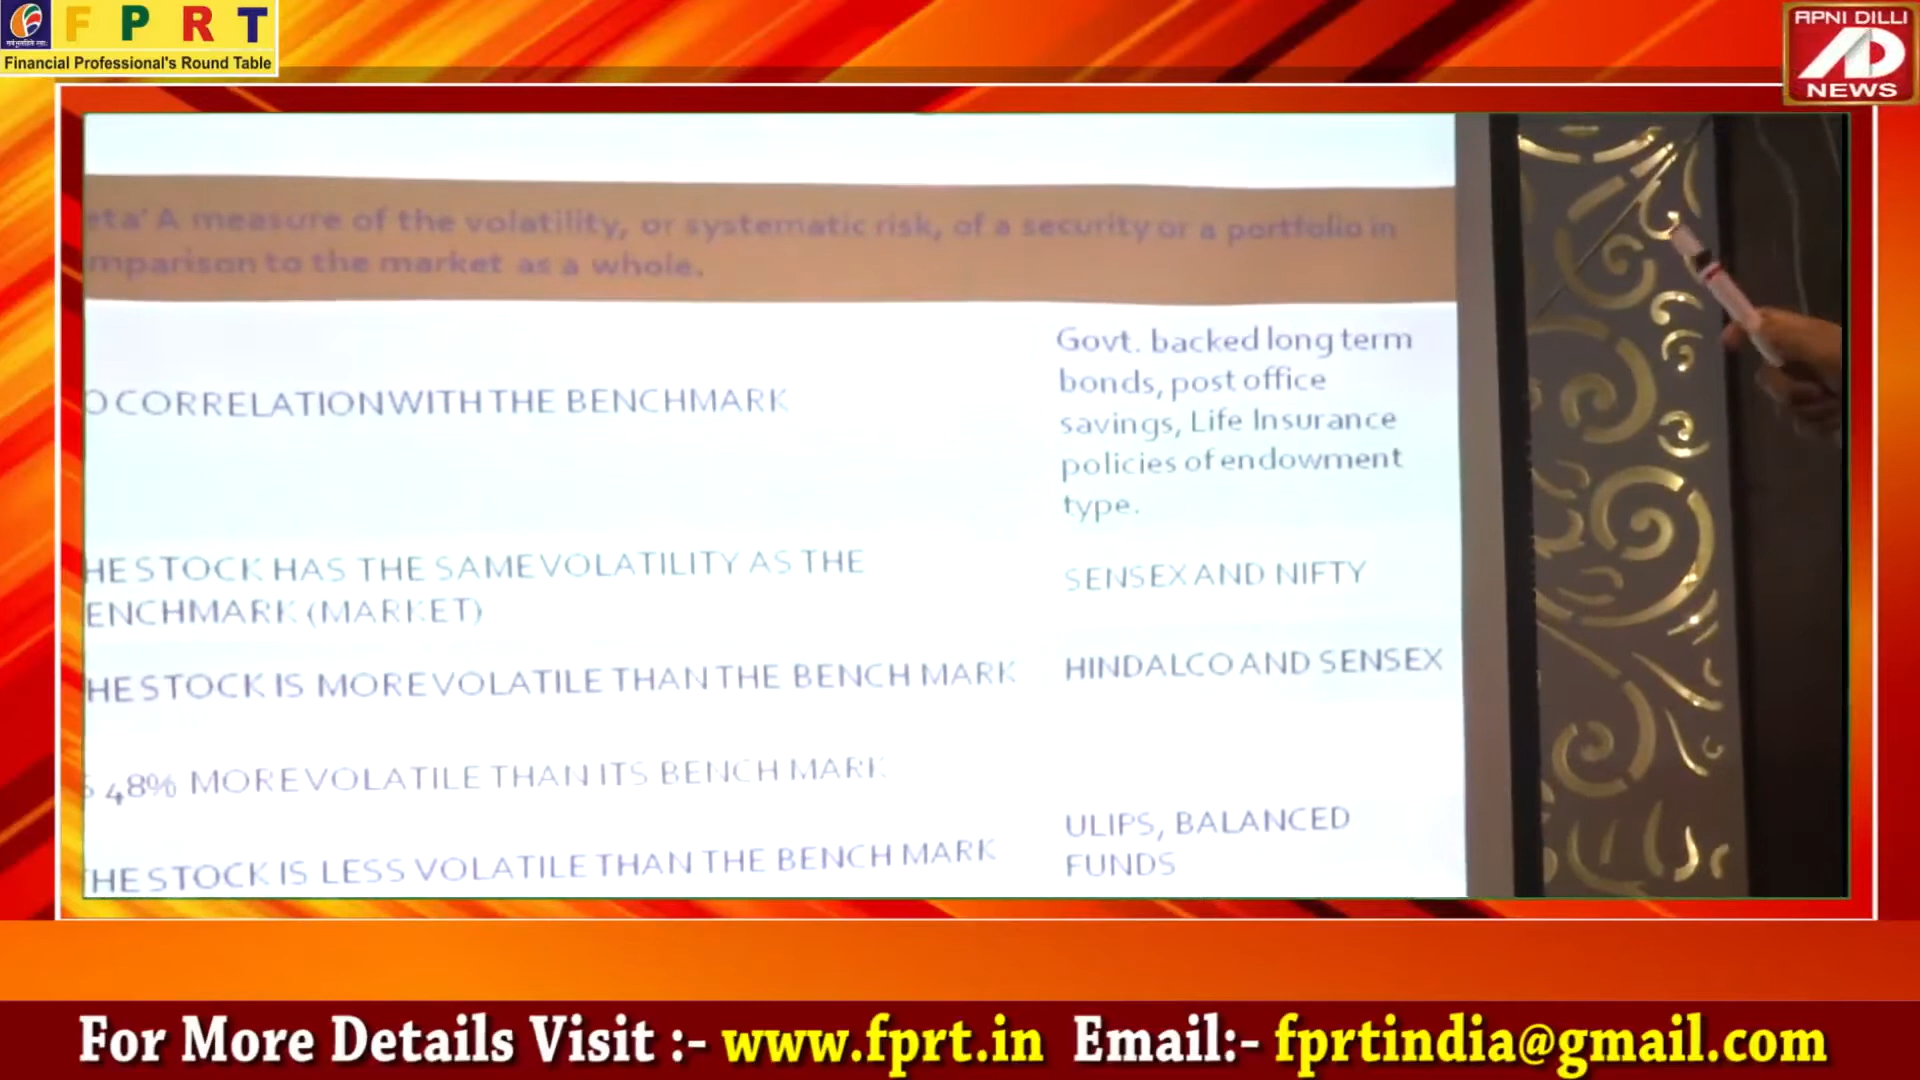 F P R T
Financial Professional's Round Table
APNI DILLI
AD
NEWS
eta' A measure of the volatility, or systematic risk, of a security or a portfolio in
mparison to the market as a whole.
O CORRELATION WITH THE BENCHMARK
Govt. backed long term
bonds, post office
savings, Life Insurance
policies of endowment
type.
HE STOCK HAS THE SAME VOLATILITY AS THE
ENCHMARK (MARKET)
SENSEX AND NIFTY
HE STOCK IS MORE VOLATILE THAN THE BENCH MARK
HINDALCO AND SENSEX
S 48% MORE VOLATILE THAN ITS BENCH MARK
HE STOCK IS LESS VOLATILE THAN THE BENCH MARK
ULIPS, BALANCED
FUNDS
For More Details Visit :- www.fprt.in Email:- fprtindia@gmail.com